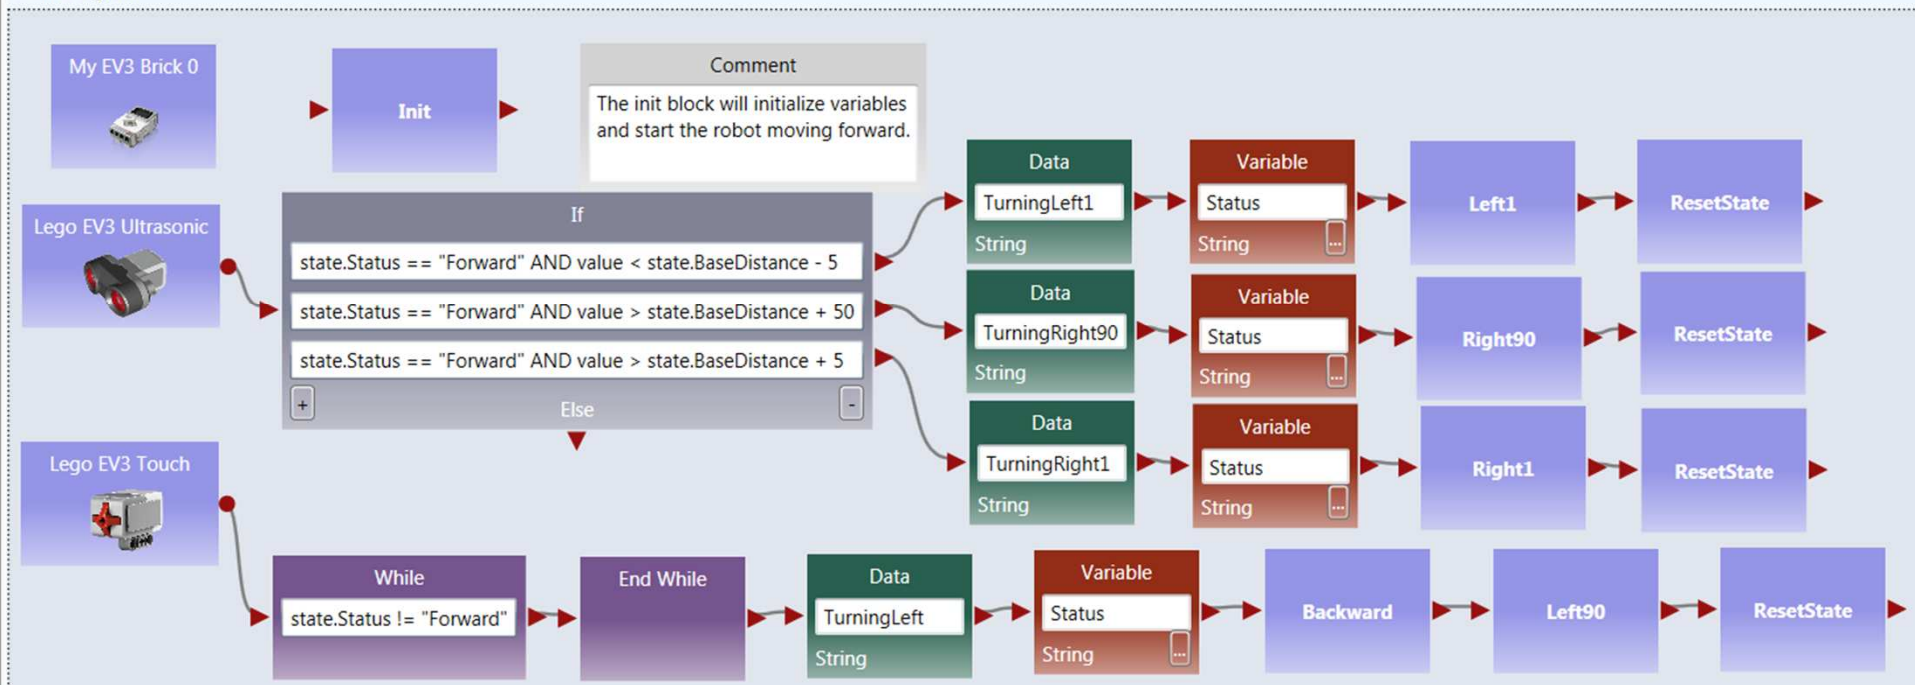 My EV3 Brick 0
Init
Comment
The init block will initialize variables
and start the robot moving forward.
Lego EV3 Ultrasonic
If
state.Status == "Forward" AND value < state.BaseDistance - 5
state.Status == "Forward" AND value > state.BaseDistance + 50
state.Status == "Forward" AND value > state.BaseDistance + 5
+
Else
-
Data
TurningLeft1
String
Variable
Status
String
...
Left1
ResetState
Data
TurningRight90
String
Variable
Status
String
...
Right90
ResetState
Data
TurningRight1
String
Variable
Status
String
...
Right1
ResetState
Lego EV3 Touch
While
state.Status != "Forward"
End While
Data
TurningLeft
String
Variable
Status
String
...
Backward
Left90
ResetState